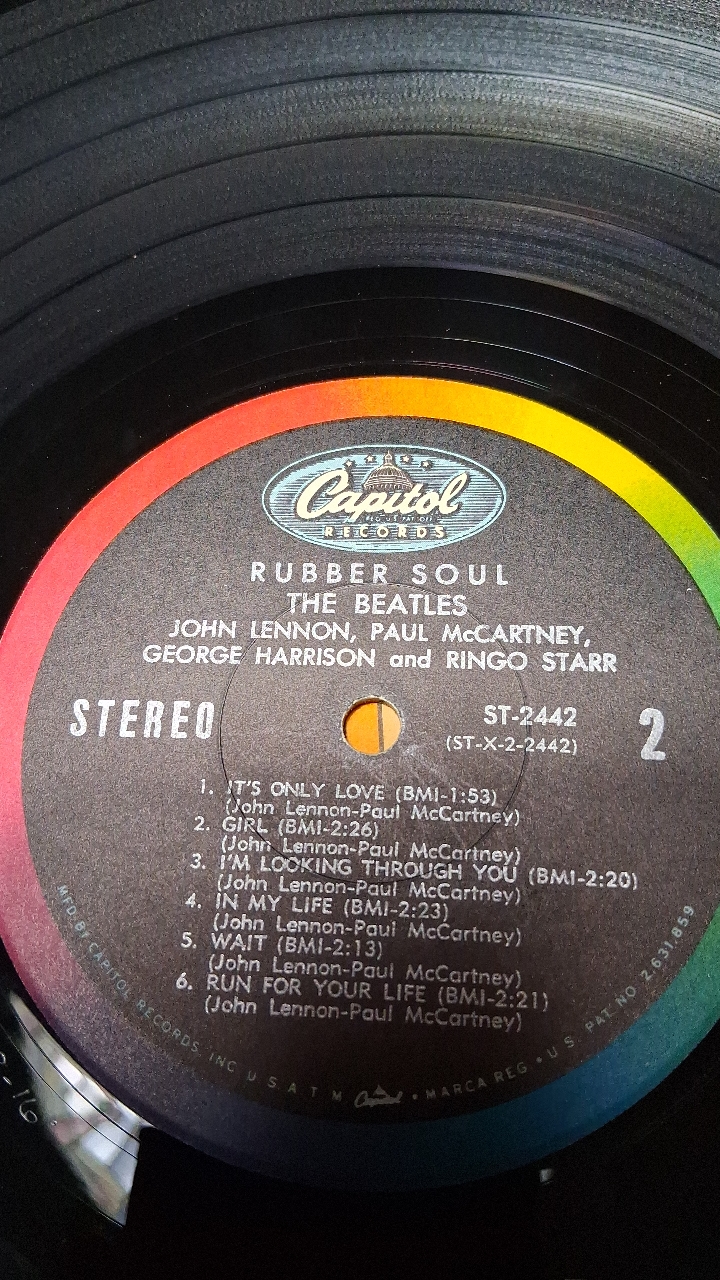 Capitol
REG. U.S. PAT. OFF.
RECORDS
RUBBER SOUL
THE BEATLES
JOHN LENNON, PAUL McCARTNEY,
GEORGE HARRISON and RINGO STARR
STEREO
ST-2442
(ST-X-2-2442)
2
1. IT'S ONLY LOVE (BMI-1:53)
(John Lennon-Paul McCartney)
2. GIRL (BMI-2:26)
(John Lennon-Paul McCartney)
3. I'M LOOKING THROUGH YOU (BMI-2:20)
(John Lennon-Paul McCartney)
4. IN MY LIFE (BMI-2:23)
(John Lennon-Paul McCartney)
5. WAIT (BMI-2:13)
(John Lennon-Paul McCartney)
6. RUN FOR YOUR LIFE (BMI-2:21)
(John Lennon-Paul McCartney)
MFD. BY CAPITOL RECORDS, INC. U.S.A. T.M. Capitol • MARCA REG. • U.S. PAT. NO. 2,631,859
-16